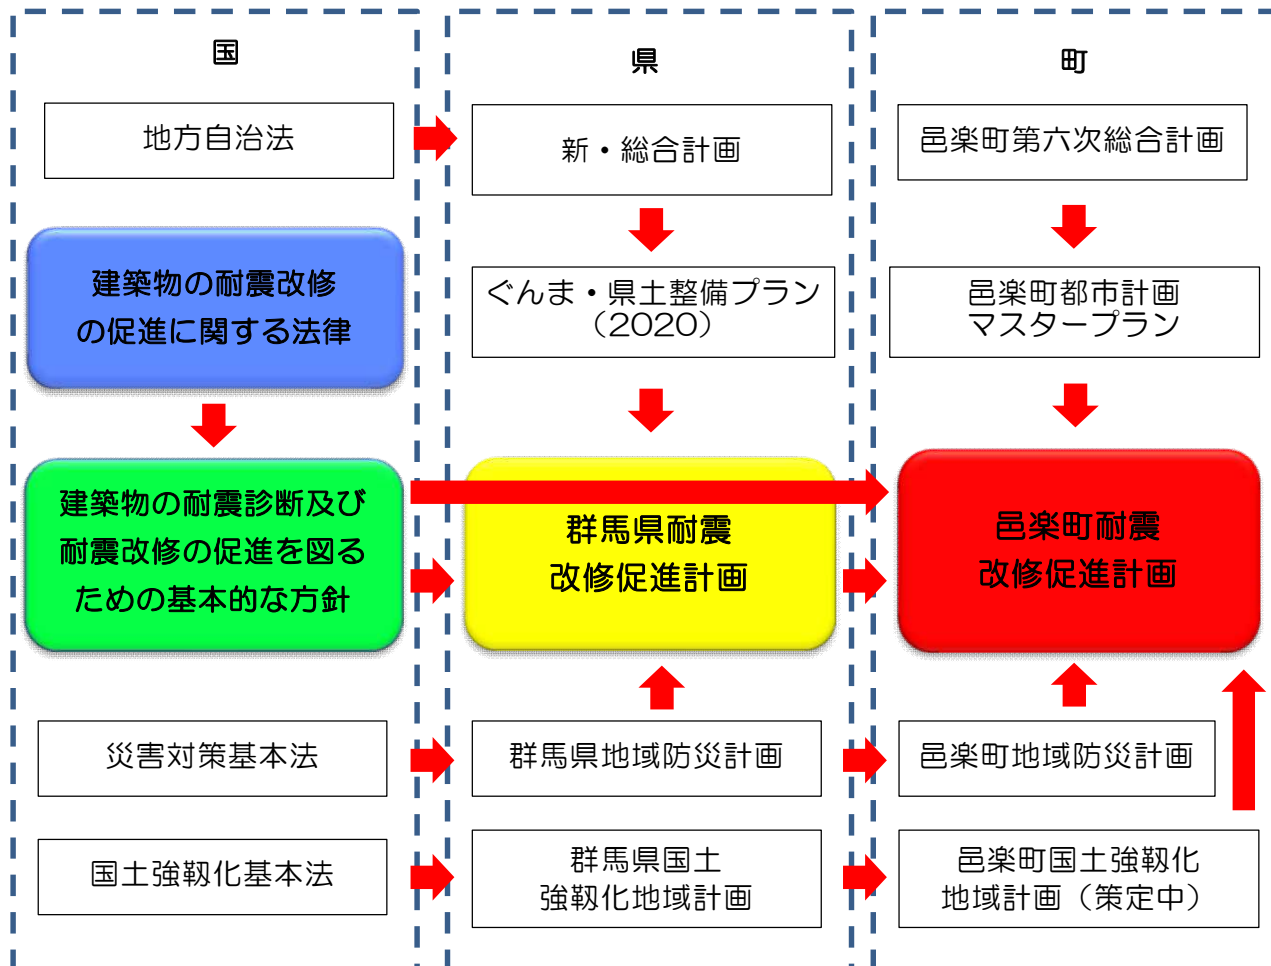 国
地方自治法
建築物の耐震改修
の促進に関する法律
建築物の耐震診断及び
耐震改修の促進を図る
ための基本的な方針
災害対策基本法
国土強靱化基本法
県
新・総合計画
ぐんま・県土整備プラン
（2020）
群馬県耐震
改修促進計画
群馬県地域防災計画
群馬県国土
強靱化地域計画
町
邑楽町第六次総合計画
邑楽町都市計画
マスタープラン
邑楽町耐震
改修促進計画
邑楽町地域防災計画
邑楽町国土強靱化
地域計画（策定中）